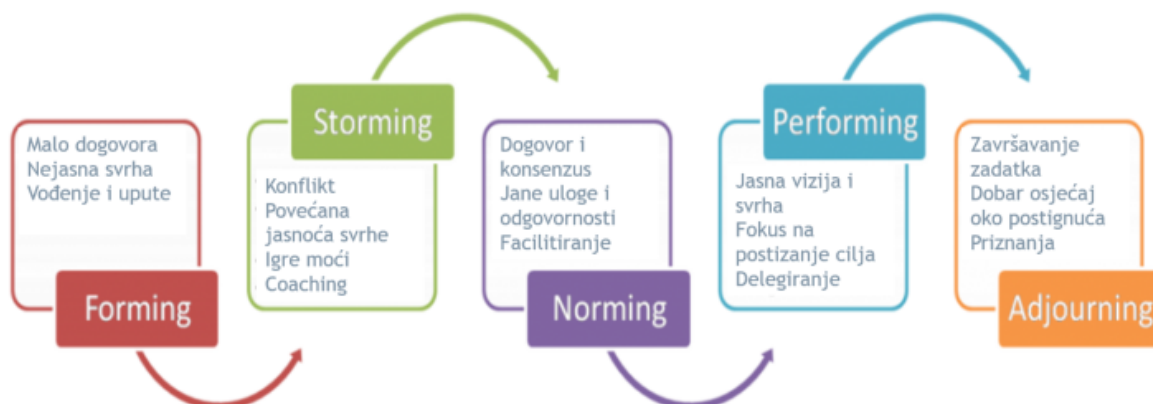 Malo dogovora
Nejasna svrha
Vođenje i upute
Forming
Storming
Konflikt
Povećana
jasnoća svrhe
Igre moći
Coaching
Dogovor i
konsenzus
Jane uloge i
odgovornosti
Facilitiranje
Norming
Performing
Jasna vizija i
svrha
Fokus na
postizanje cilja
Delegiranje
Završavanje
zadatka
Dobar osjećaj
oko postignuća
Priznanja
Adjourning